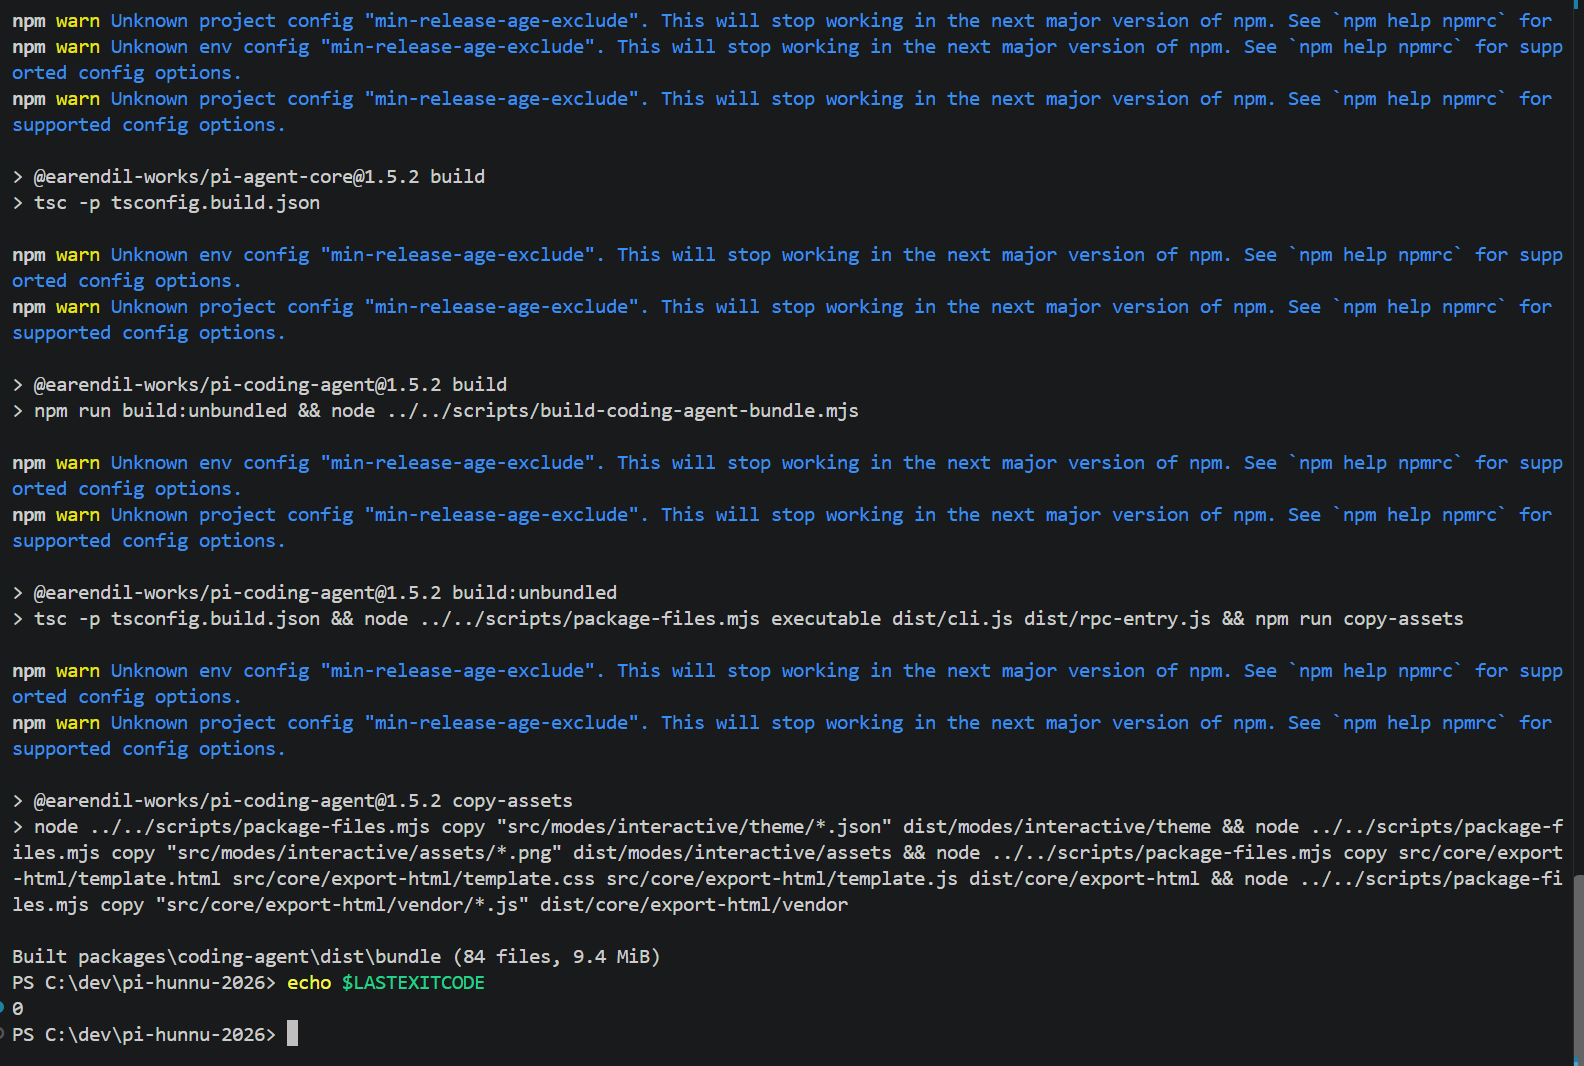 npm warn Unknown project config "min-release-age-exclude". This will stop working in the next major version of npm. See `npm help npmrc` for
npm warn Unknown env config "min-release-age-exclude". This will stop working in the next major version of npm. See `npm help npmrc` for supp
orted config options.
npm warn Unknown project config "min-release-age-exclude". This will stop working in the next major version of npm. See `npm help npmrc` for
supported config options.

> @earendil-works/pi-agent-core@1.5.2 build
> tsc -p tsconfig.build.json

npm warn Unknown env config "min-release-age-exclude". This will stop working in the next major version of npm. See `npm help npmrc` for supp
orted config options.
npm warn Unknown project config "min-release-age-exclude". This will stop working in the next major version of npm. See `npm help npmrc` for
supported config options.

> @earendil-works/pi-coding-agent@1.5.2 build
> npm run build:unbundled && node ../../scripts/build-coding-agent-bundle.mjs

npm warn Unknown env config "min-release-age-exclude". This will stop working in the next major version of npm. See `npm help npmrc` for supp
orted config options.
npm warn Unknown project config "min-release-age-exclude". This will stop working in the next major version of npm. See `npm help npmrc` for
supported config options.

> @earendil-works/pi-coding-agent@1.5.2 build:unbundled
> tsc -p tsconfig.build.json && node ../../scripts/package-files.mjs executable dist/cli.js dist/rpc-entry.js && npm run copy-assets

npm warn Unknown env config "min-release-age-exclude". This will stop working in the next major version of npm. See `npm help npmrc` for supp
orted config options.
npm warn Unknown project config "min-release-age-exclude". This will stop working in the next major version of npm. See `npm help npmrc` for
supported config options.

> @earendil-works/pi-coding-agent@1.5.2 copy-assets
> node ../../scripts/package-files.mjs copy "src/modes/interactive/theme/*.json" dist/modes/interactive/theme && node ../../scripts/package-f
iles.mjs copy "src/modes/interactive/assets/*.png" dist/modes/interactive/assets && node ../../scripts/package-files.mjs copy src/core/export
-html/template.html src/core/export-html/template.css src/core/export-html/template.js dist/core/export-html && node ../../scripts/package-fi
les.mjs copy "src/core/export-html/vendor/*.js" dist/core/export-html/vendor

Built packages\coding-agent\dist\bundle (84 files, 9.4 MiB)
PS C:\dev\pi-hunnu-2026> echo $LASTEXITCODE
0
PS C:\dev\pi-hunnu-2026>